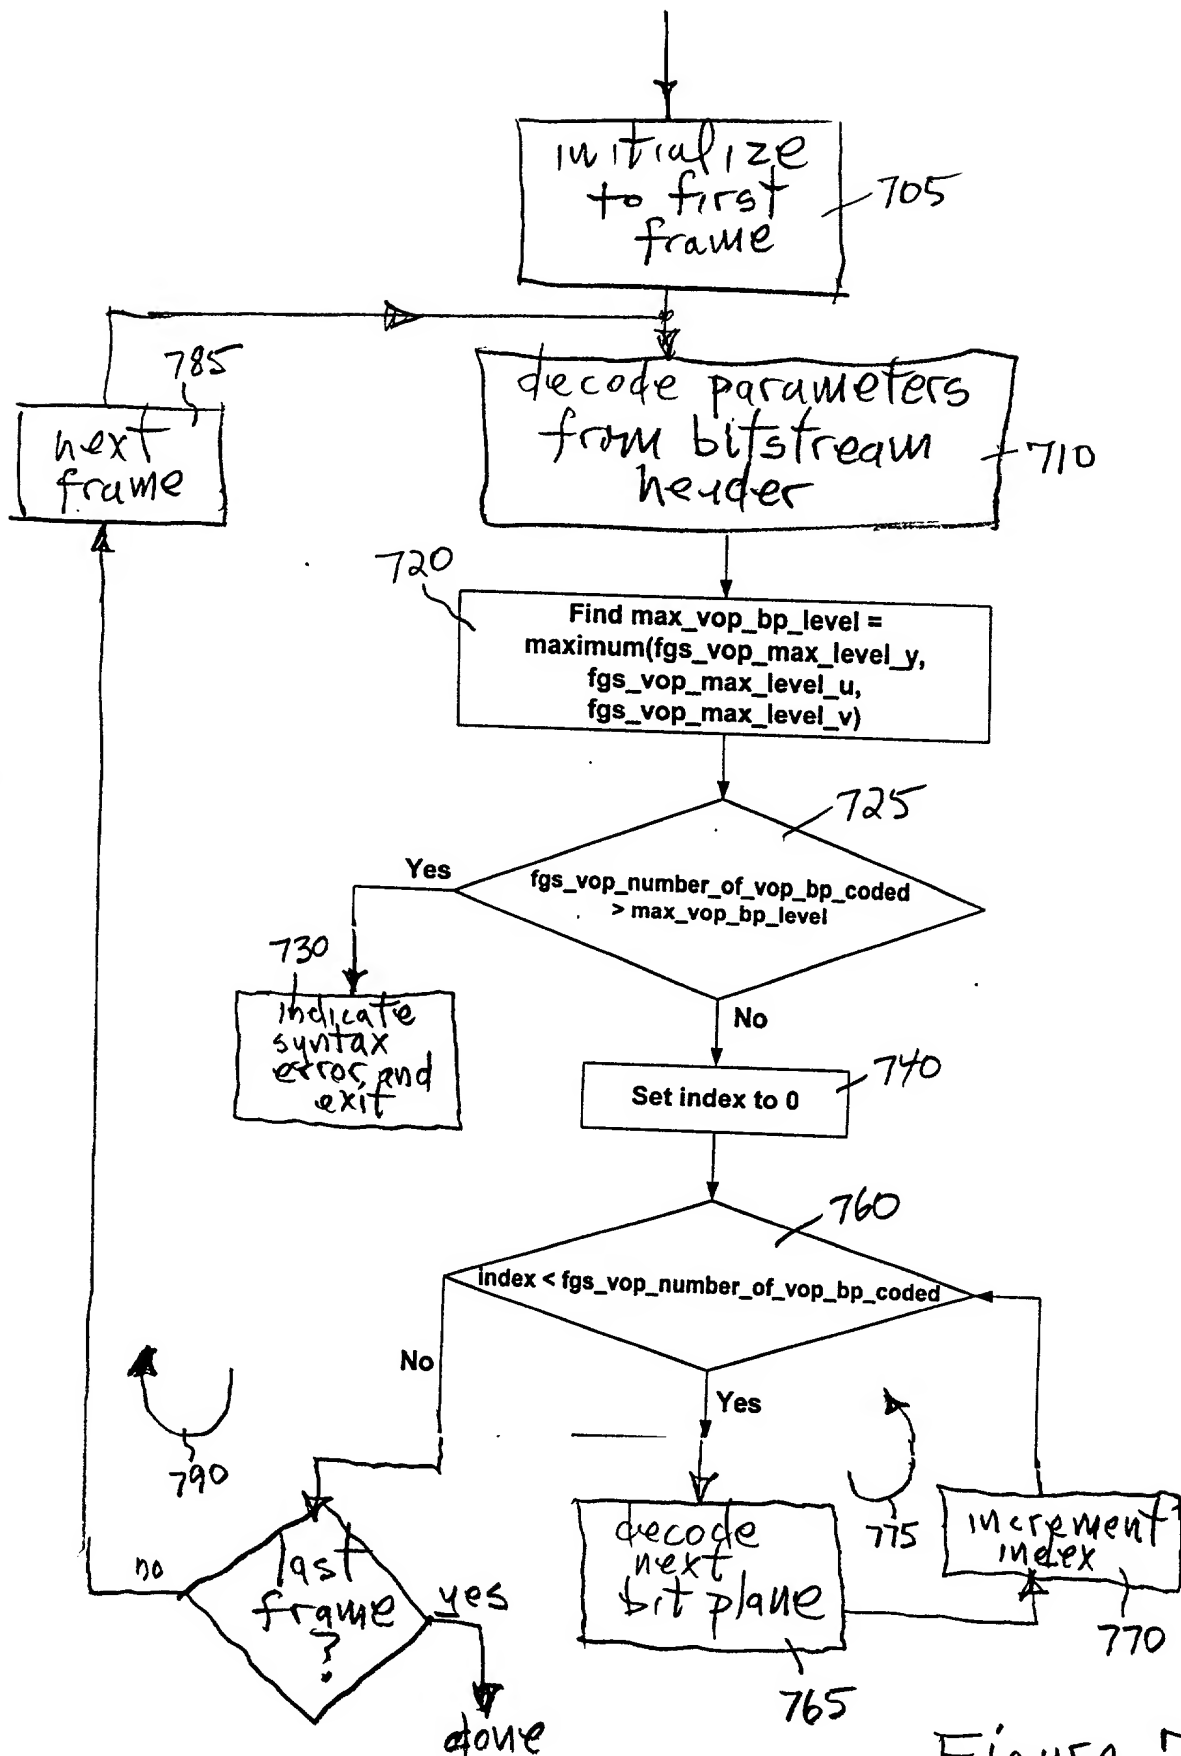 initialize
to first
frame
705
785
next
frame
decode parameters
from bitstream
header
710
720
Find max_vop_bp_level =
maximum(fgs_vop_max_level_y,
fgs_vop_max_level_u,
fgs_vop_max_level_v)
725
Yes
fgs_vop_number_of_vop_bp_coded
> max_vop_bp_level
730
indicate
syntax
error and
exit
No
740
Set index to 0
760
index < fgs_vop_number_of_vop_bp_coded
No
Yes
790
775
decode
next
bit plane
765
increment
index
770
no
last
frame
?
yes
done
Figure